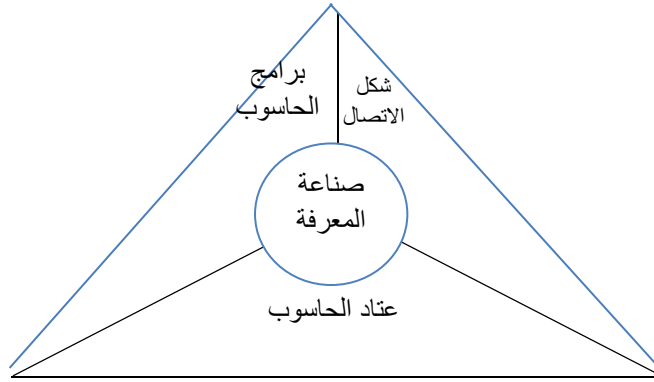 شكل
الاتصال
برامج
الحاسوب
صناعة
المعرفة
عتاد الحاسوب